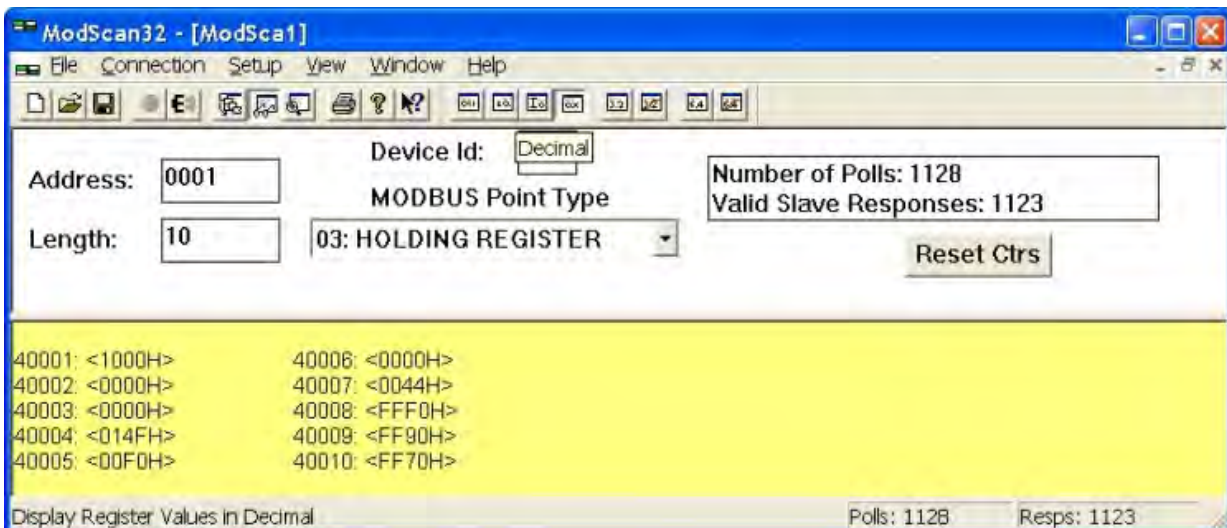 ModScan32 - [ModSca1]
File Connection Setup View Window Help
Device Id:
Decimal
Address: 0001
MODBUS Point Type
Length: 10
03: HOLDING REGISTER
Number of Polls: 1128
Valid Slave Responses: 1123
Reset Ctrs
40001: <1000H> 40006: <0000H>
40002: <0000H> 40007: <0044H>
40003: <0000H> 40008: <FFF0H>
40004: <014FH> 40009: <FF90H>
40005: <00F0H> 40010: <FF70H>
Display Register Values in Decimal Polls: 1128 Resps: 1123